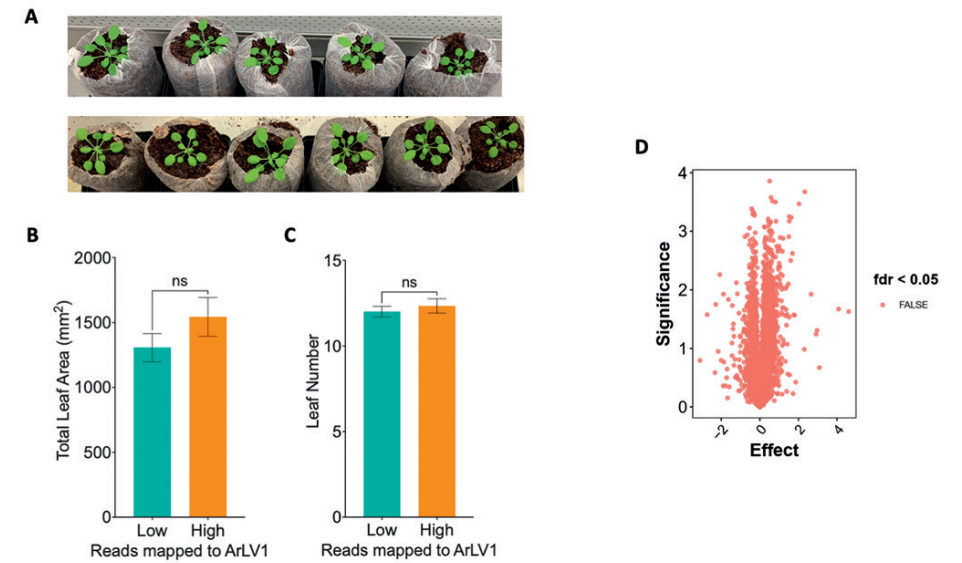 A
B
2000
1500
1000
500
0
Total Leaf Area (mm²)
ns
Low High
Reads mapped to ArLV1
C
15
10
5
0
Leaf Number
ns
Low High
Reads mapped to ArLV1
D
4
3
2
1
0
Significance
−2 0 2 4
Effect
fdr < 0.05
FALSE